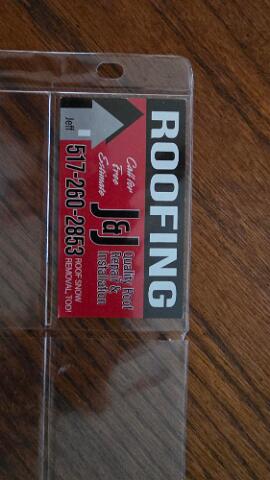 ROOFING
Call for
Free
Estimate
J&J
Quality Roof
Repair &
Installation
Jeff
517-260-2853
ROOF SNOW
REMOVAL, TOO!